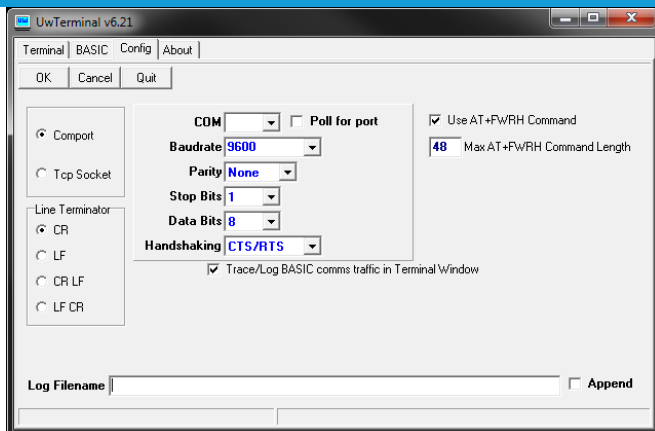 UwTerminal v6.21
Terminal BASIC Config About
OK Cancel Quit
Comport
Tcp Socket
Line Terminator
CR
LF
CR LF
LF CR
COM Poll for port
Baudrate 9600
Parity None
Stop Bits 1
Data Bits 8
Handshaking CTS/RTS
Trace/Log BASIC comms traffic in Terminal Window
Use AT+FWRH Command
48 Max AT+FWRH Command Length
Log Filename Append